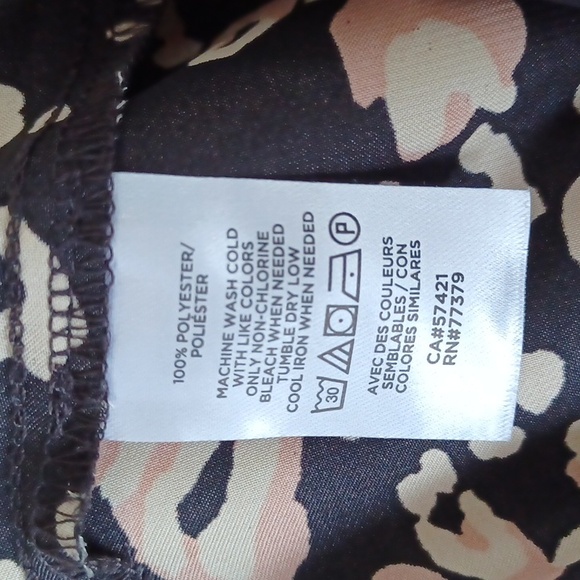 100% POLYESTER/
POLIESTER
MACHINE WASH COLD
WITH LIKE COLORS
ONLY NON-CHLORINE
BLEACH WHEN NEEDED
TUMBLE DRY LOW
COOL IRON WHEN NEEDED
30 P
AVEC DES COULEURS
SEMBLABLES / CON
COLORES SIMILARES
CA#57421
RN#77379